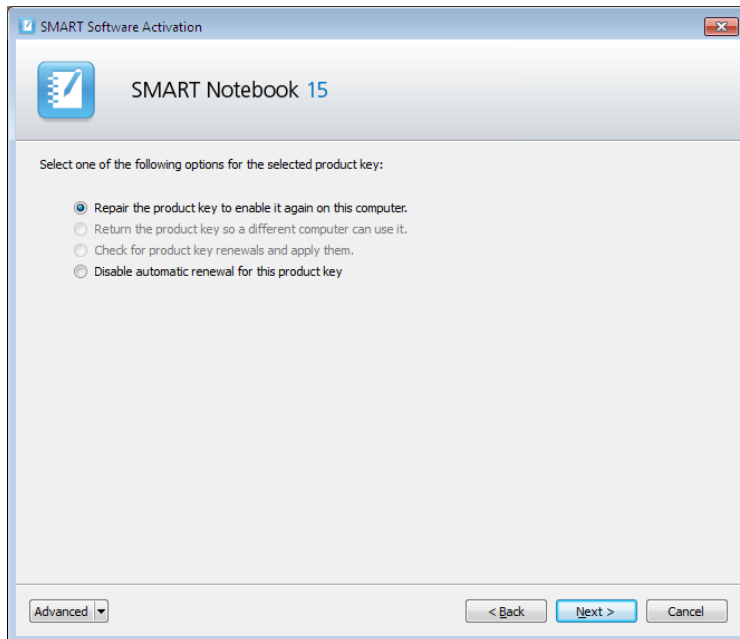 SMART Software Activation
SMART Notebook 15
Select one of the following options for the selected product key:
Repair the product key to enable it again on this computer.
Return the product key so a different computer can use it.
Check for product key renewals and apply them.
Disable automatic renewal for this product key
Advanced
< Back
Next >
Cancel